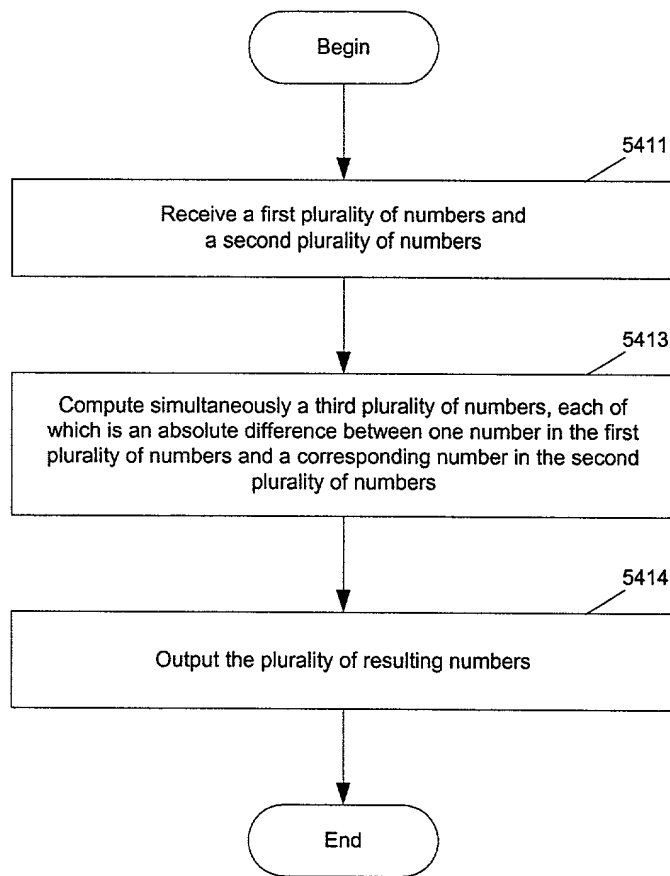 Begin
5411
Receive a first plurality of numbers and
a second plurality of numbers
5413
Compute simultaneously a third plurality of numbers, each of
which is an absolute difference between one number in the first
plurality of numbers and a corresponding number in the second
plurality of numbers
5414
Output the plurality of resulting numbers
End